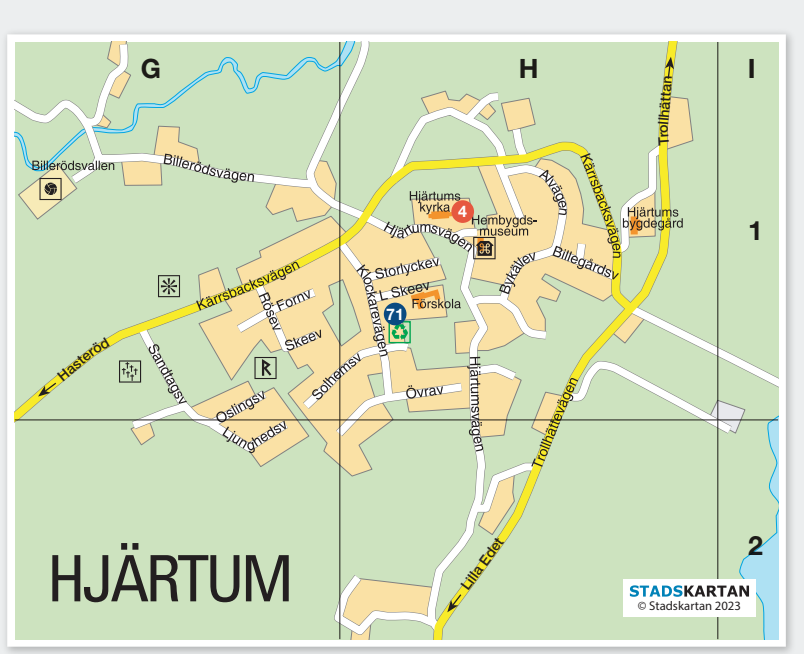 G
H
I
1
2
Trollhättan
Billerödsvallen
Billerödsvägen
Hjärtums
kyrka
4
Hembygds-
museum
Alvägen
Kärrsbacksvägen
Hjärtums
bygdegård
Hjärtumsvägen
Bykällev
Billegårdsv
Storlyckev
L Skeev
Förskola
71
Klockarevägen
Kärrsbacksvägen
Rösev
Fornv
Skeev
Solhemsv
Övrav
Hjärtumsvägen
Hasteröd
Sandtagsv
Oslingsv
Ljunghedsv
R
Trollhättevägen
Lilla Edet
HJÄRTUM
STADSKARTAN
© Stadskartan 2023